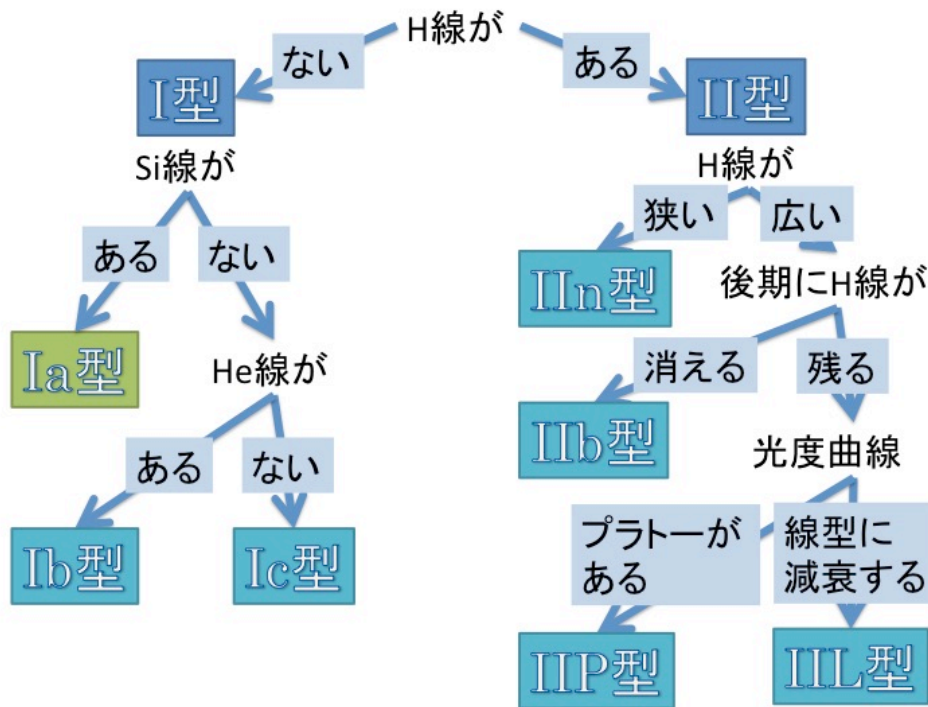 H線が
ない
ある
I型
II型
Si線が
H線が
ある
ない
狭い
広い
IIn型
後期にH線が
Ia型
He線が
消える
残る
IIb型
光度曲線
ある
ない
Ib型
Ic型
プラトーが
ある
線型に
減衰する
IIP型
IIL型